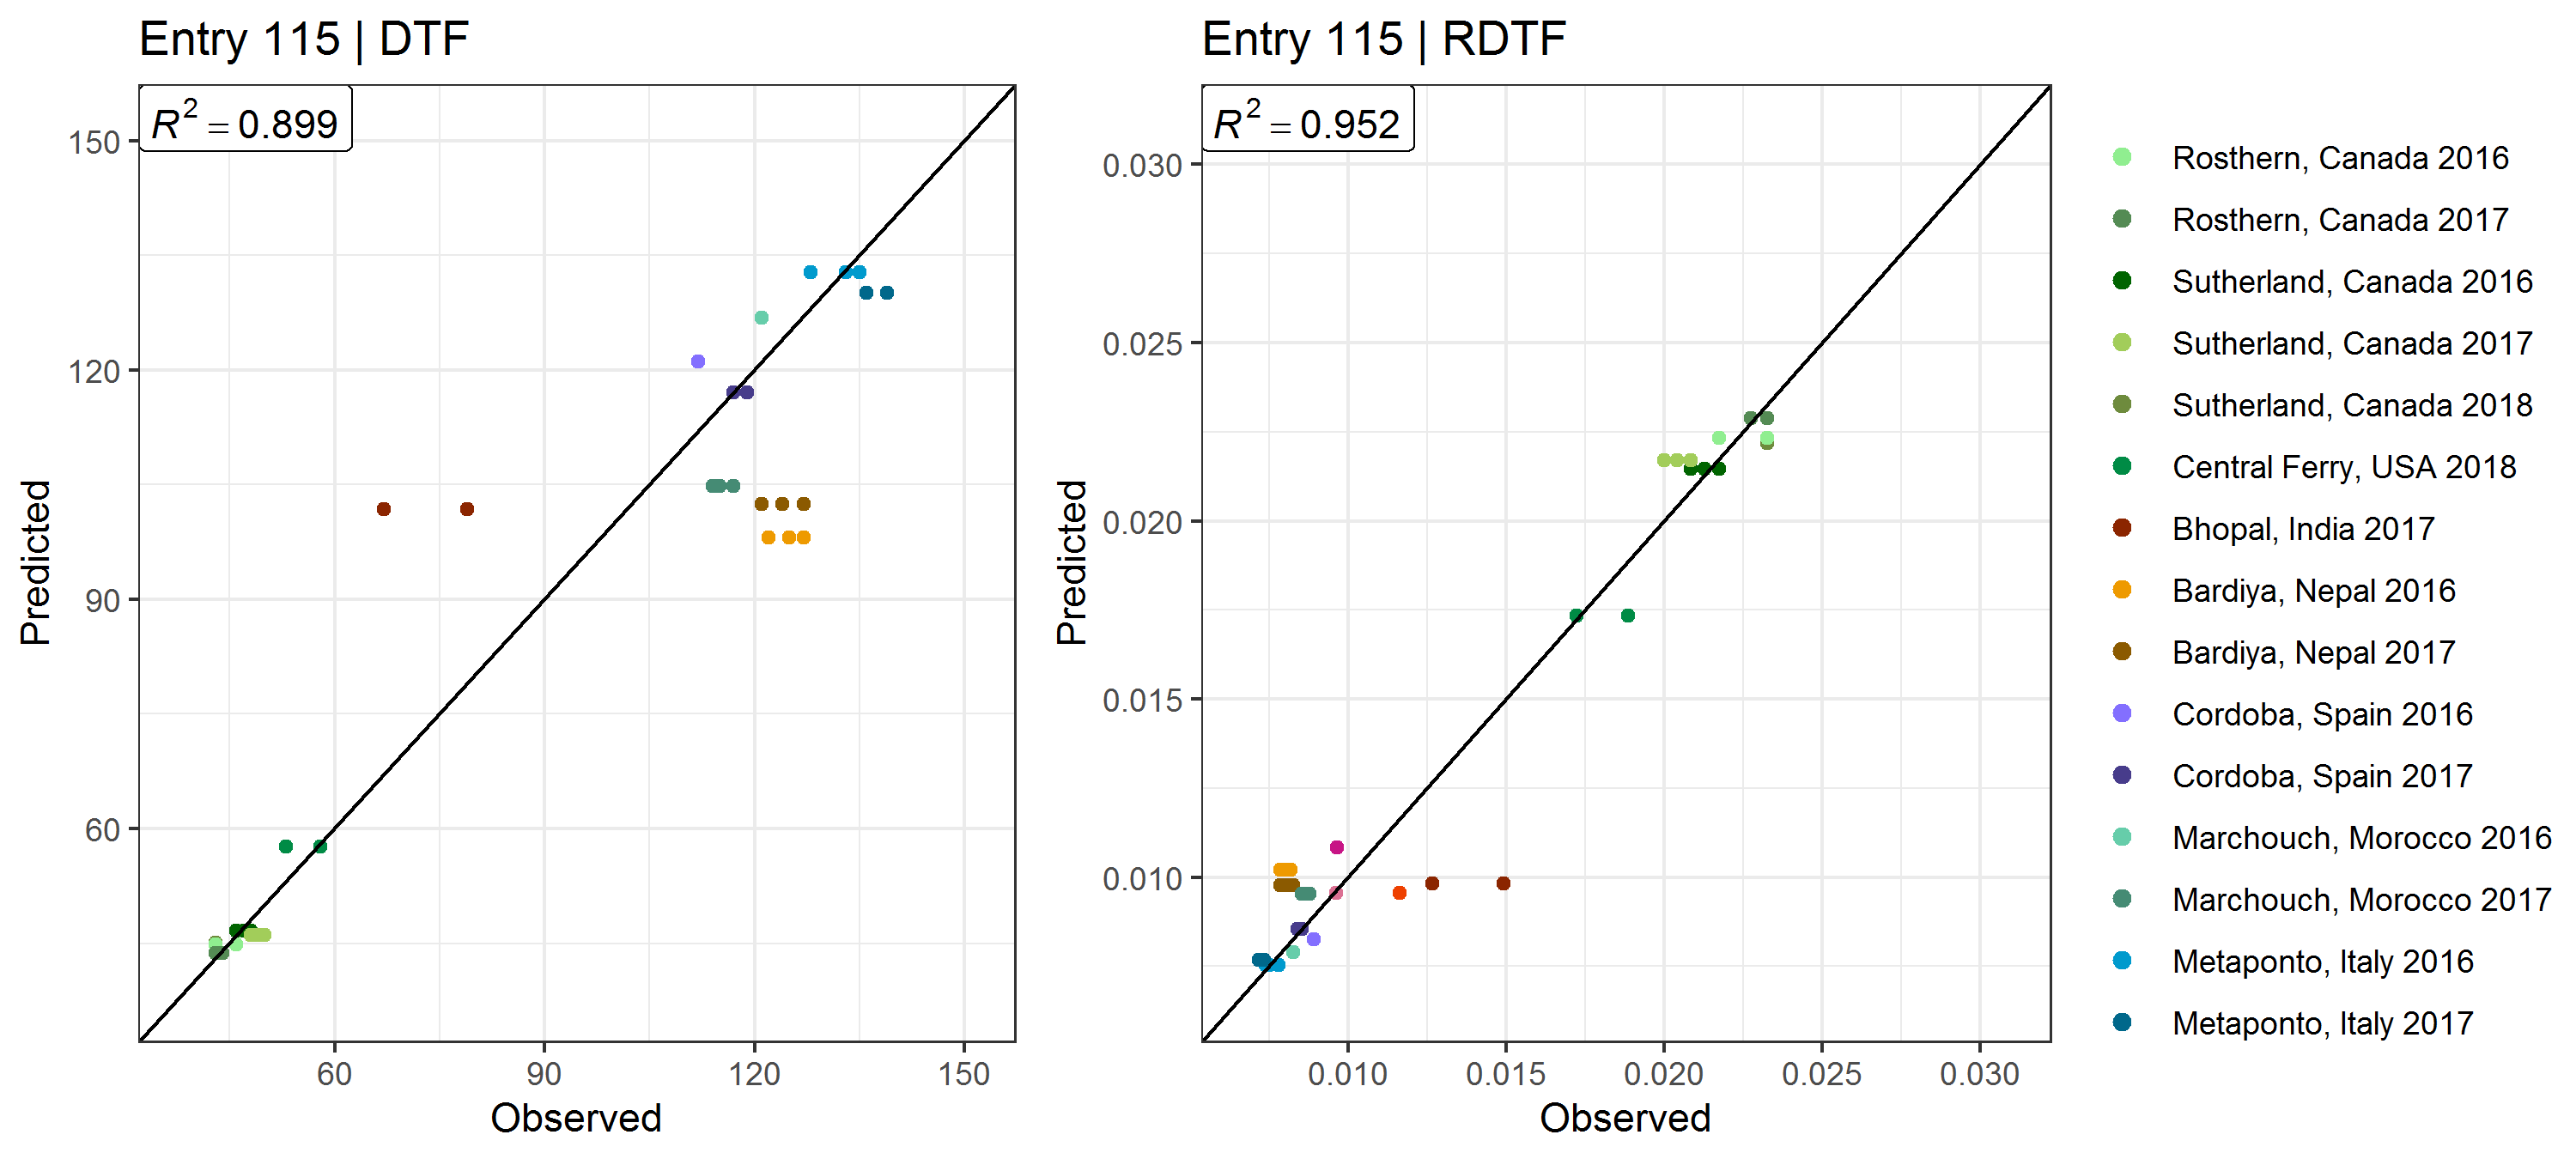 Entry 115 | DTF
R² = 0.899
150
120
90
60
Predicted
60 90 120 150
Observed
Entry 115 | RDTF
R² = 0.952
0.030
0.025
0.020
0.015
0.010
Predicted
0.010 0.015 0.020 0.025 0.030
Observed
Rosthern, Canada 2016
Rosthern, Canada 2017
Sutherland, Canada 2016
Sutherland, Canada 2017
Sutherland, Canada 2018
Central Ferry, USA 2018
Bhopal, India 2017
Bardiya, Nepal 2016
Bardiya, Nepal 2017
Cordoba, Spain 2016
Cordoba, Spain 2017
Marchouch, Morocco 2016
Marchouch, Morocco 2017
Metaponto, Italy 2016
Metaponto, Italy 2017